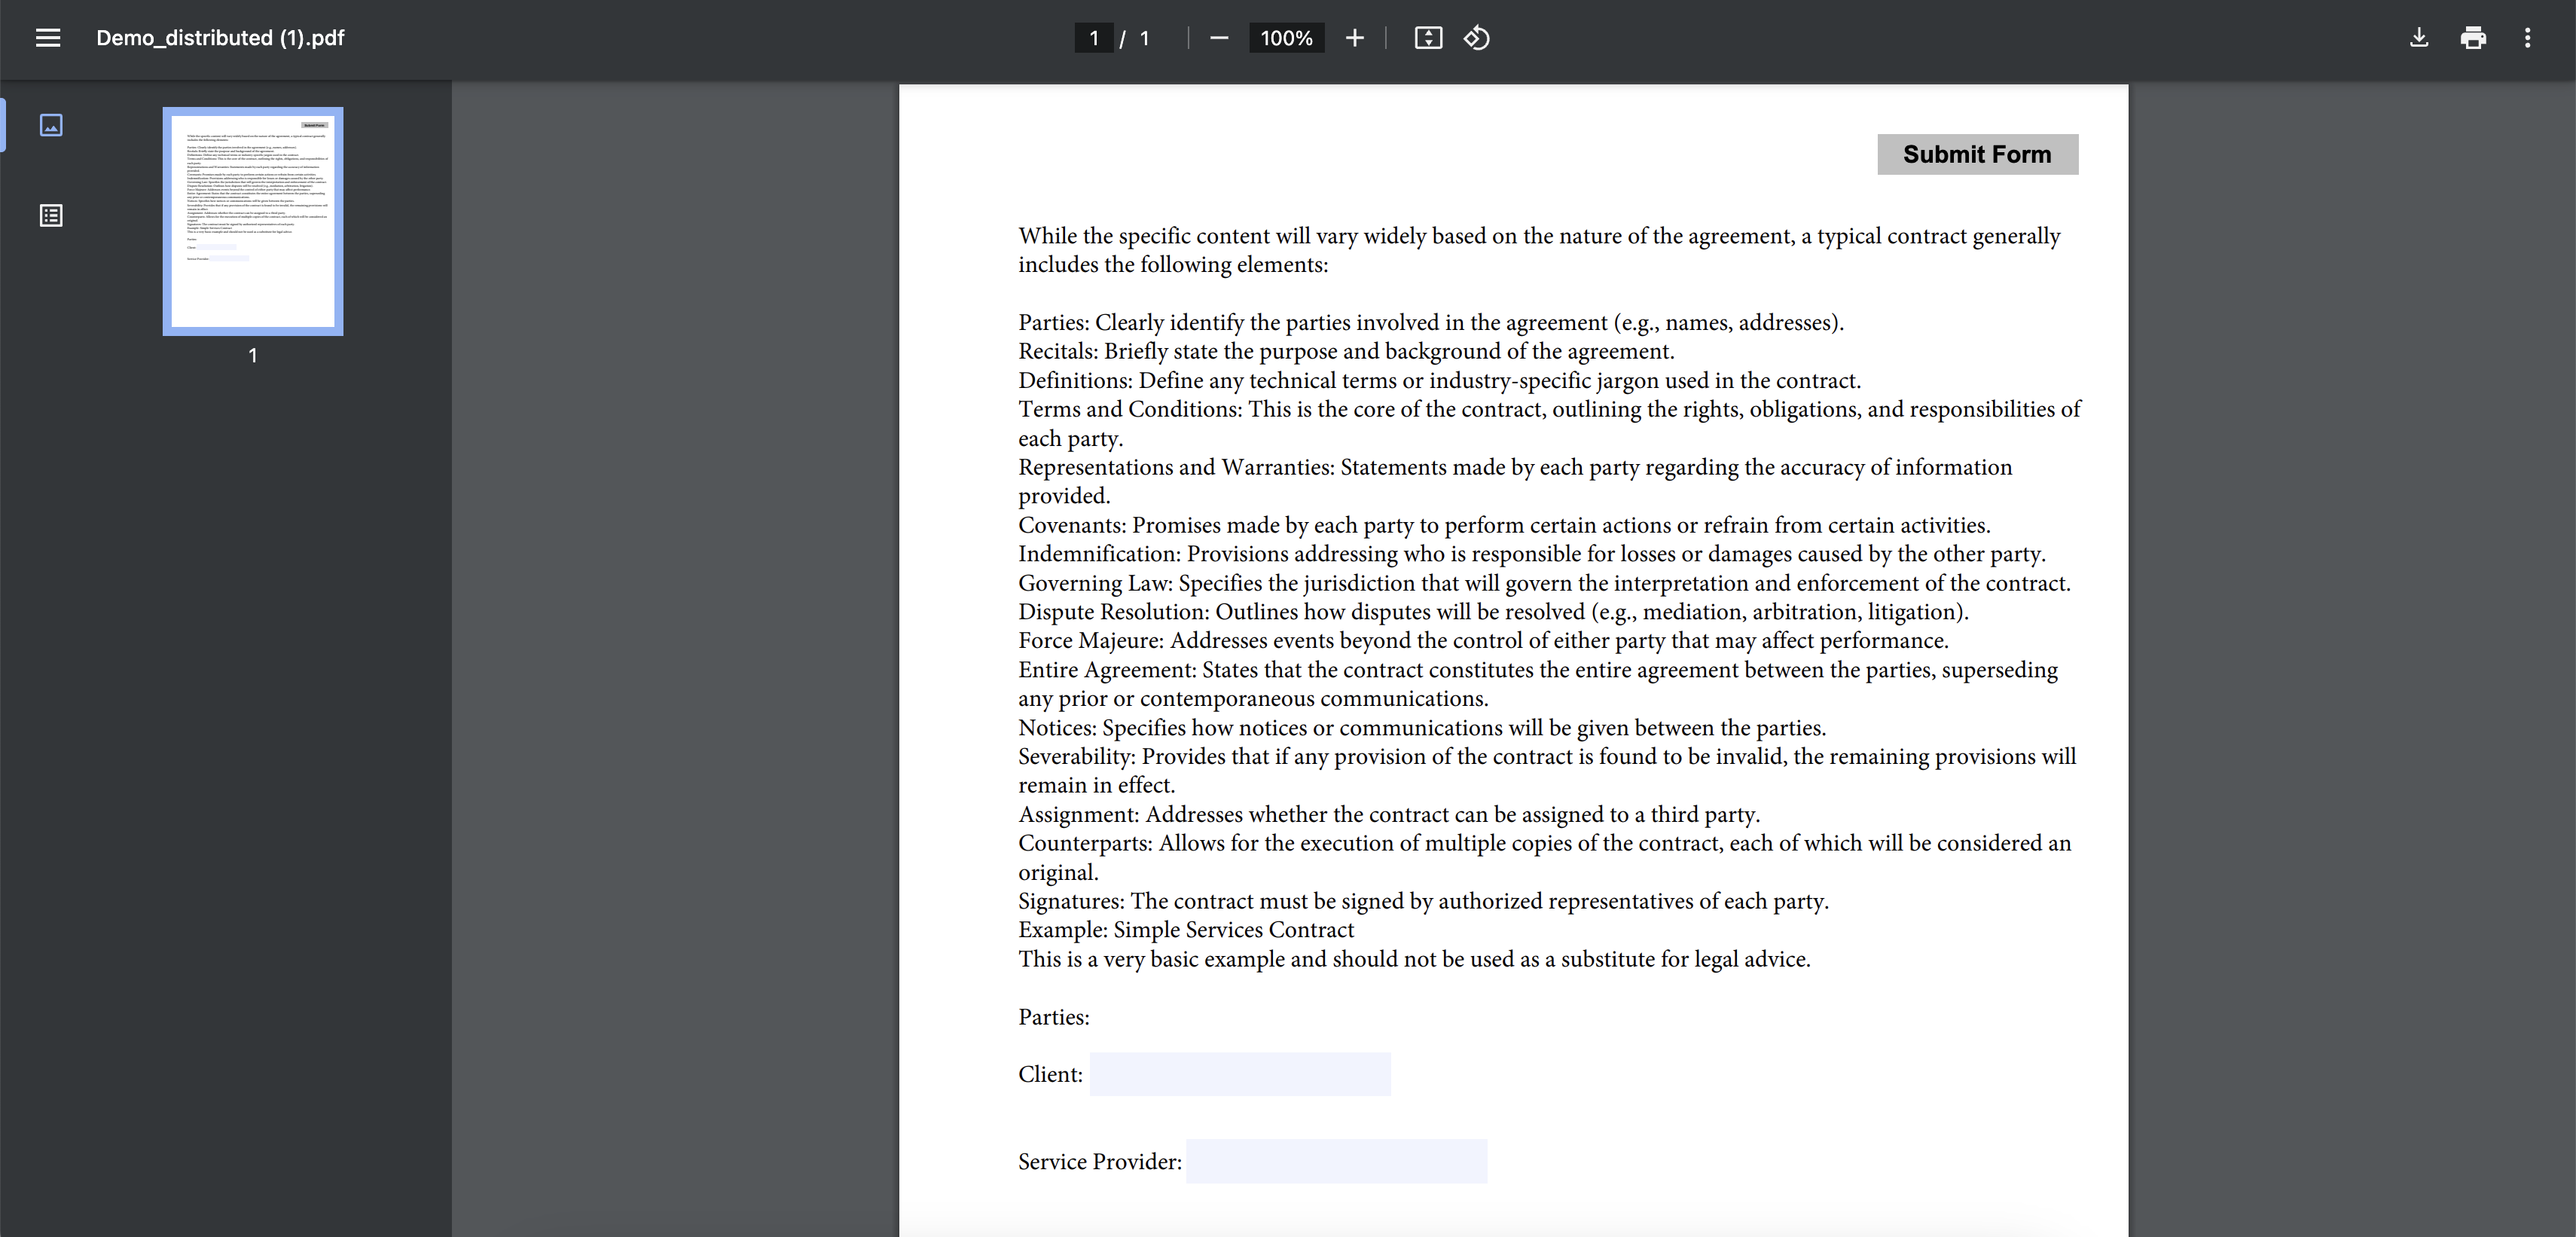 Demo_distributed (1).pdf
1 / 1
100%
1
Submit Form
While the specific content will vary widely based on the nature of the agreement, a typical contract generally
includes the following elements:
Parties: Clearly identify the parties involved in the agreement (e.g., names, addresses).
Recitals: Briefly state the purpose and background of the agreement.
Definitions: Define any technical terms or industry-specific jargon used in the contract.
Terms and Conditions: This is the core of the contract, outlining the rights, obligations, and responsibilities of
each party.
Representations and Warranties: Statements made by each party regarding the accuracy of information
provided.
Covenants: Promises made by each party to perform certain actions or refrain from certain activities.
Indemnification: Provisions addressing who is responsible for losses or damages caused by the other party.
Governing Law: Specifies the jurisdiction that will govern the interpretation and enforcement of the contract.
Dispute Resolution: Outlines how disputes will be resolved (e.g., mediation, arbitration, litigation).
Force Majeure: Addresses events beyond the control of either party that may affect performance.
Entire Agreement: States that the contract constitutes the entire agreement between the parties, superseding
any prior or contemporaneous communications.
Notices: Specifies how notices or communications will be given between the parties.
Severability: Provides that if any provision of the contract is found to be invalid, the remaining provisions will
remain in effect.
Assignment: Addresses whether the contract can be assigned to a third party.
Counterparts: Allows for the execution of multiple copies of the contract, each of which will be considered an
original.
Signatures: The contract must be signed by authorized representatives of each party.
Example: Simple Services Contract
This is a very basic example and should not be used as a substitute for legal advice.
Parties:
Client:
Service Provider: